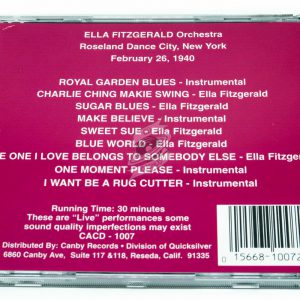 ELLA FITZGERALD Orchestra
Roseland Dance City, New York
February 26, 1940
ROYAL GARDEN BLUES - Instrumental
CHARLIE CHING MAKIE SWING - Ella Fitzgerald
SUGAR BLUES - Ella Fitzgerald
MAKE BELIEVE - Instrumental
SWEET SUE - Ella Fitzgerald
BLUE WORLD - Ella Fitzgerald
E ONE I LOVE BELONGS TO SOMEBODY ELSE - Ella Fitz
ONE MOMENT PLEASE - Instrumental
I WANT BE A RUG CUTTER - Instrumental
Running Time: 30 minutes
These are "Live" performances some
sound quality imperfections may exist
CACD - 1007
Distributed By: Canby Records • Division of Quicksilver
6860 Canby Ave, Suite 117 &118, Reseda, Calif. 91335
0 15668-10072